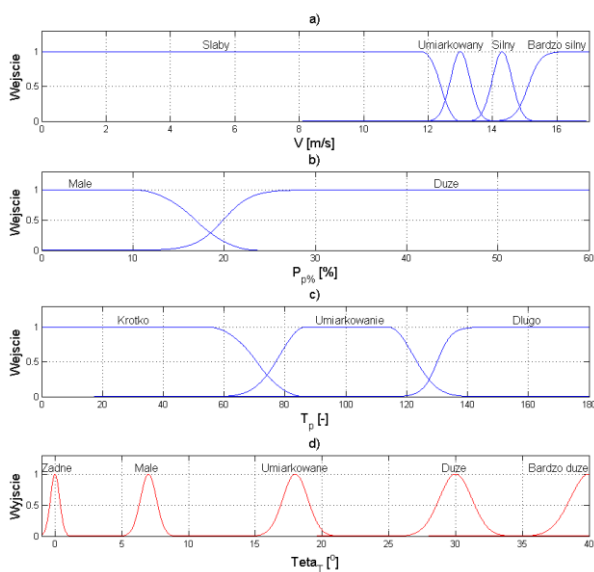 a)
Slaby Umiarkowany Silny Bardzo silny
Wejscie
1
0.5
0
0 2 4 6 8 10 12 14 16
V [m/s]
b)
Male Duze
Wejscie
1
0.5
0
0 10 20 30 40 50 60
Pp% [%]
c)
Krotko Umiarkowanie Dlugo
Wejscie
1
0.5
0
0 20 40 60 80 100 120 140 160 180
Tp [-]
d)
Zadne Male Umiarkowane Duze Bardzo duze
Wyjscie
1
0.5
0
0 5 10 15 20 25 30 35 40
TetaT [o]